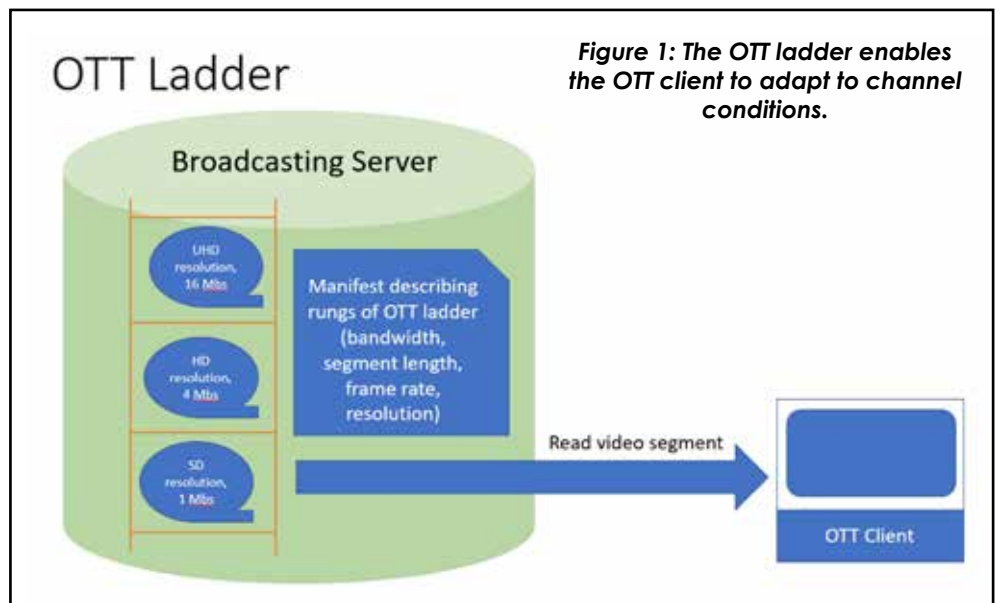 OTT Ladder
Figure 1: The OTT ladder enables
the OTT client to adapt to channel
conditions.
Broadcasting Server
UHD
resolution,
16 Mbs
HD
resolution,
4 Mbs
SD
resolution,
1 Mbs
Manifest describing
rungs of OTT ladder
(bandwidth,
segment length,
frame rate,
resolution)
Read video segment
OTT Client